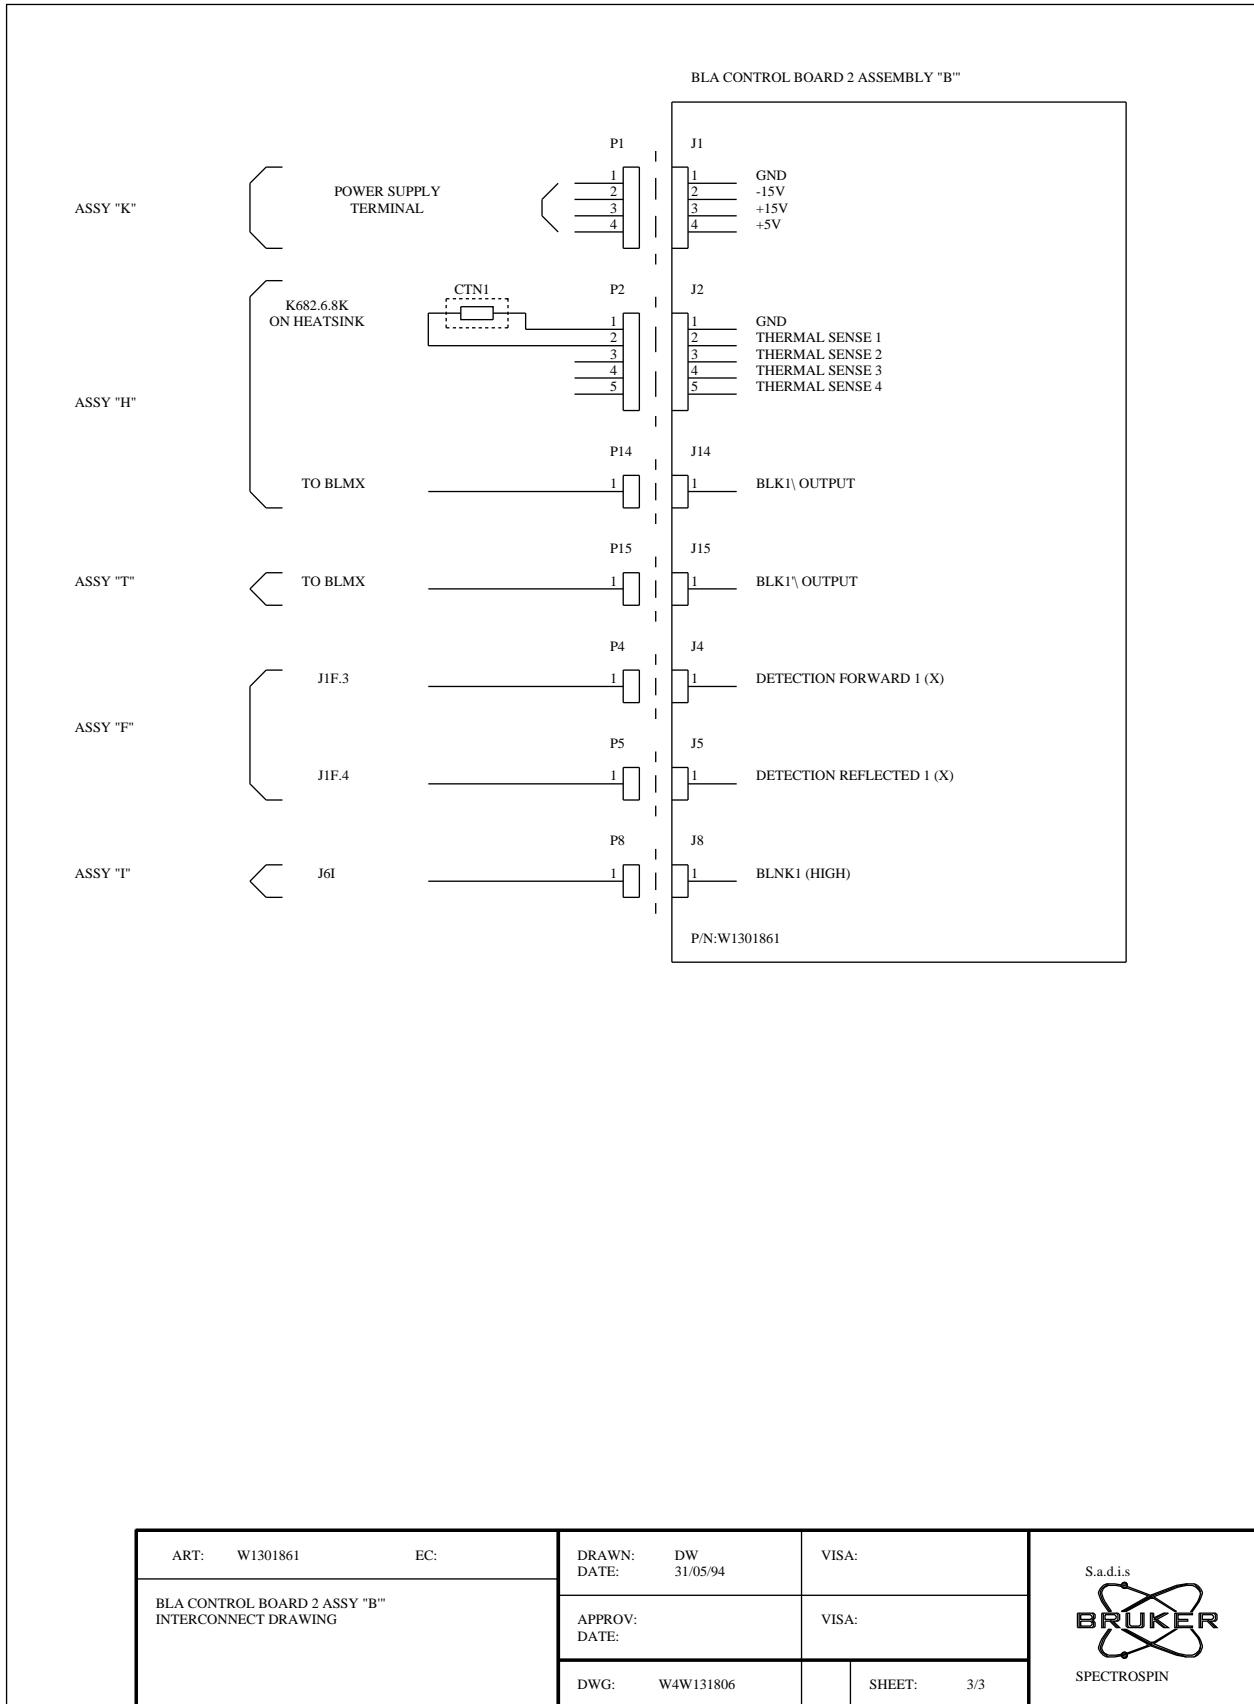 BLA CONTROL BOARD 2 ASSEMBLY "B'"
P1 J1
ASSY "K"
POWER SUPPLY
TERMINAL
1 1 GND
2 2 -15V
3 3 +15V
4 4 +5V
P2 J2
ASSY "H"
K682.6.8K
ON HEATSINK
CTN1
1 1 GND
2 2 THERMAL SENSE 1
3 3 THERMAL SENSE 2
4 4 THERMAL SENSE 3
5 5 THERMAL SENSE 4
P14 J14
TO BLMX 1 1 BLK1\ OUTPUT
P15 J15
ASSY "T" TO BLMX 1 1 BLK1'\ OUTPUT
P4 J4
J1F.3 1 1 DETECTION FORWARD 1 (X)
ASSY "F"
P5 J5
J1F.4 1 1 DETECTION REFLECTED 1 (X)
P8 J8
ASSY "I" J6I 1 1 BLNK1 (HIGH)
P/N:W1301861
ART: W1301861 EC:
BLA CONTROL BOARD 2 ASSY "B'"
INTERCONNECT DRAWING
DRAWN: DW VISA:
DATE: 31/05/94
APPROV: VISA:
DATE:
DWG: W4W131806 SHEET: 3/3
S.a.d.i.s
BRUKER
SPECTROSPIN